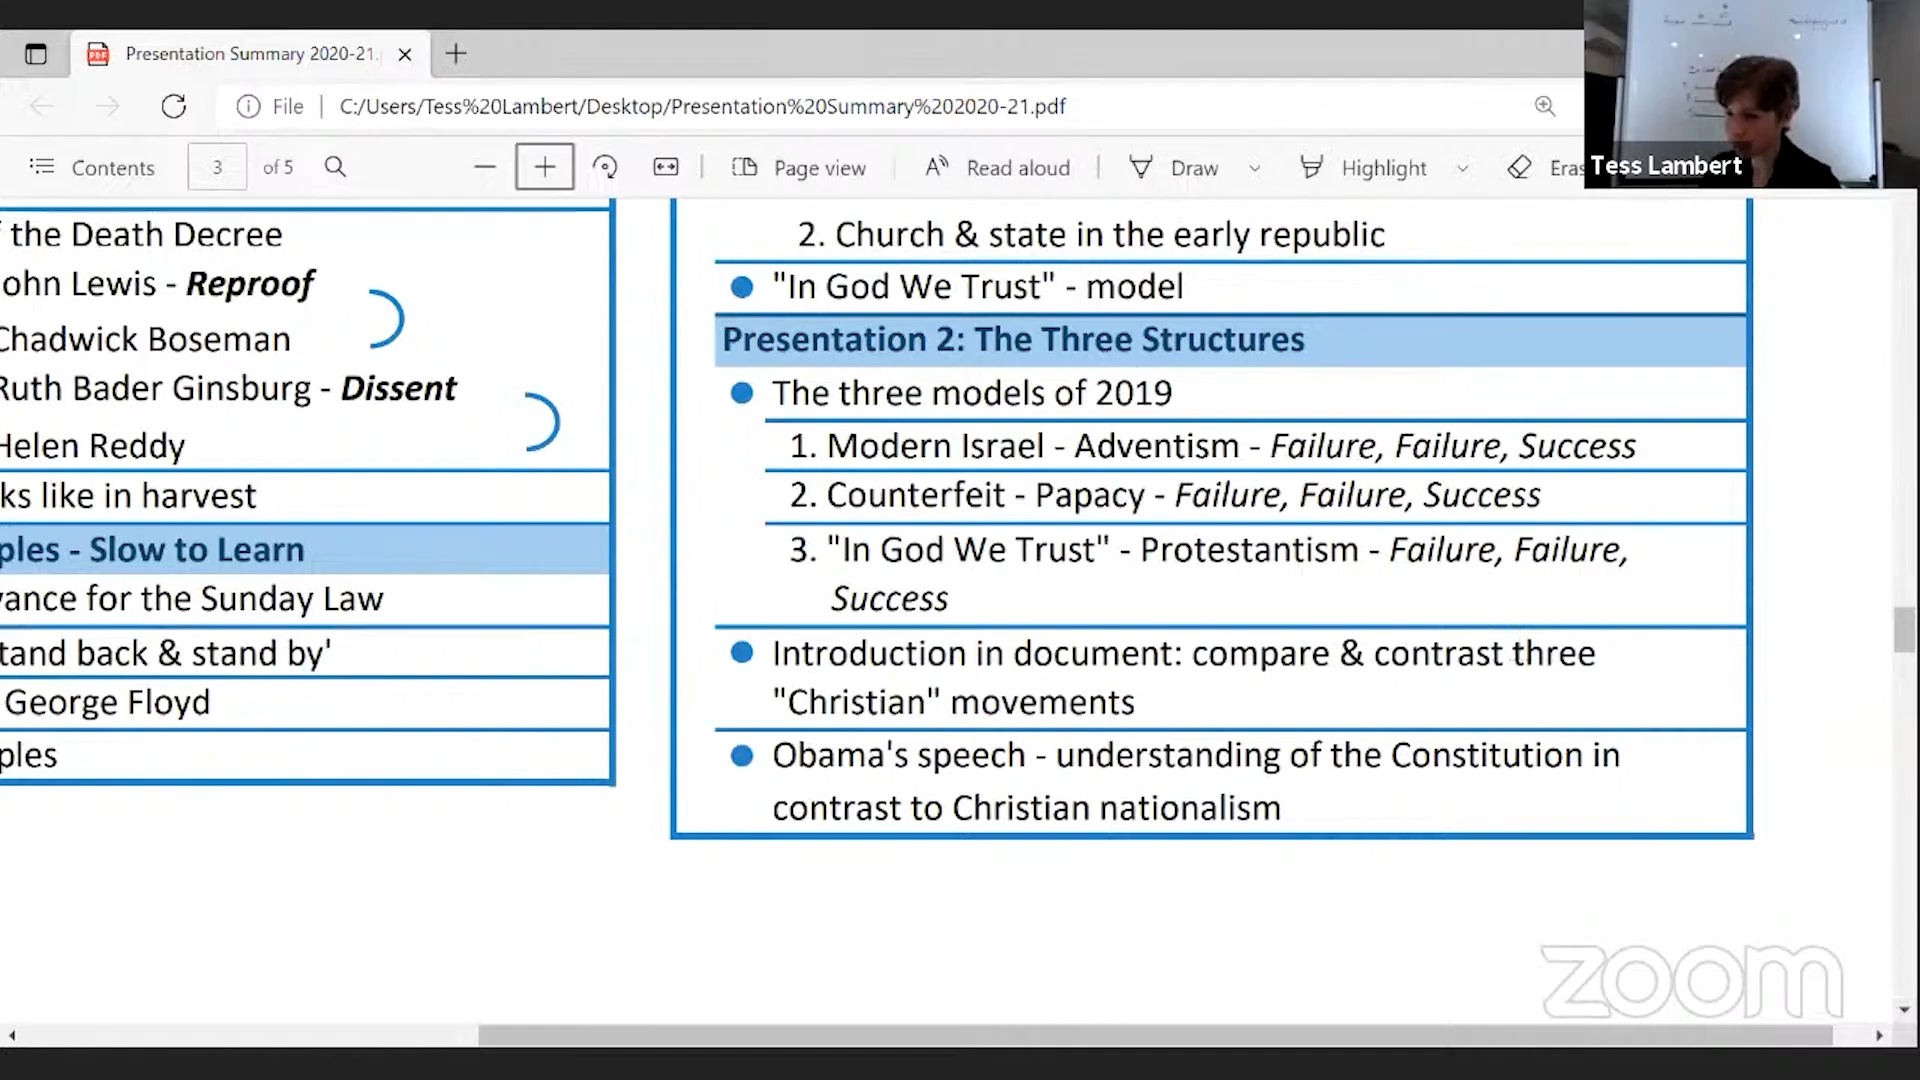 Presentation Summary 2020-21.
File
C:/Users/Tess%20Lambert/Desktop/Presentation%20Summary%202020-21.pdf
Contents 3 of 5 Page view Read aloud Draw Highlight
Tess Lambert
the Death Decree
Lewis - Reproof
Chadwick Boseman
Ruth Bader Ginsburg - Dissent
Helen Reddy
like in harvest
- Slow to Learn
for the Sunday Law
back & stand by'
George Floyd
2. Church & state in the early republic
"In God We Trust" - model
Presentation 2: The Three Structures
The three models of 2019
1. Modern Israel - Adventism - Failure, Failure, Success
2. Counterfeit - Papacy - Failure, Failure, Success
3. "In God We Trust" - Protestantism - Failure, Failure,
Success
Introduction in document: compare & contrast three
"Christian" movements
Obama's speech - understanding of the Constitution in
contrast to Christian nationalism
zoom